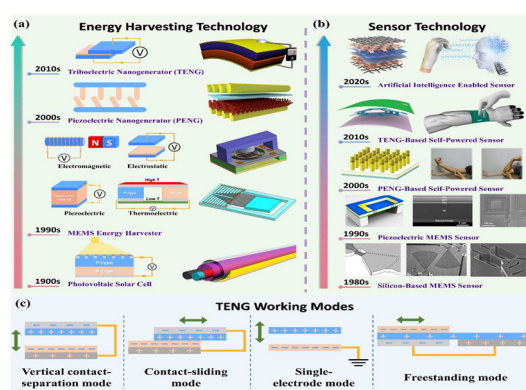 (a)
Energy Harvesting Technology
V
2010s
Triboelectric Nanogenerator (TENG)
2000s
Piezoelectric Nanogenerator (PENG)
N S
V
Electromagnetic
Electrostatic
High T
V
Low T
Piezoelectric
Thermoelectric
1990s
MEMS Energy Harvester
P-type
V
1900s
Photovoltaic Solar Cell
(b)
Sensor Technology
2020s
Artificial Intelligence Enabled Sensor
2010s
TENG-Based Self-Powered Sensor
2000s
PENG-Based Self-Powered Sensor
1990s
Piezoelectric MEMS Sensor
1980s
Silicon-Based MEMS Sensor
(c)
TENG Working Modes
Vertical contact-
separation mode
Contact-sliding
mode
Single-
electrode mode
Freestanding mode